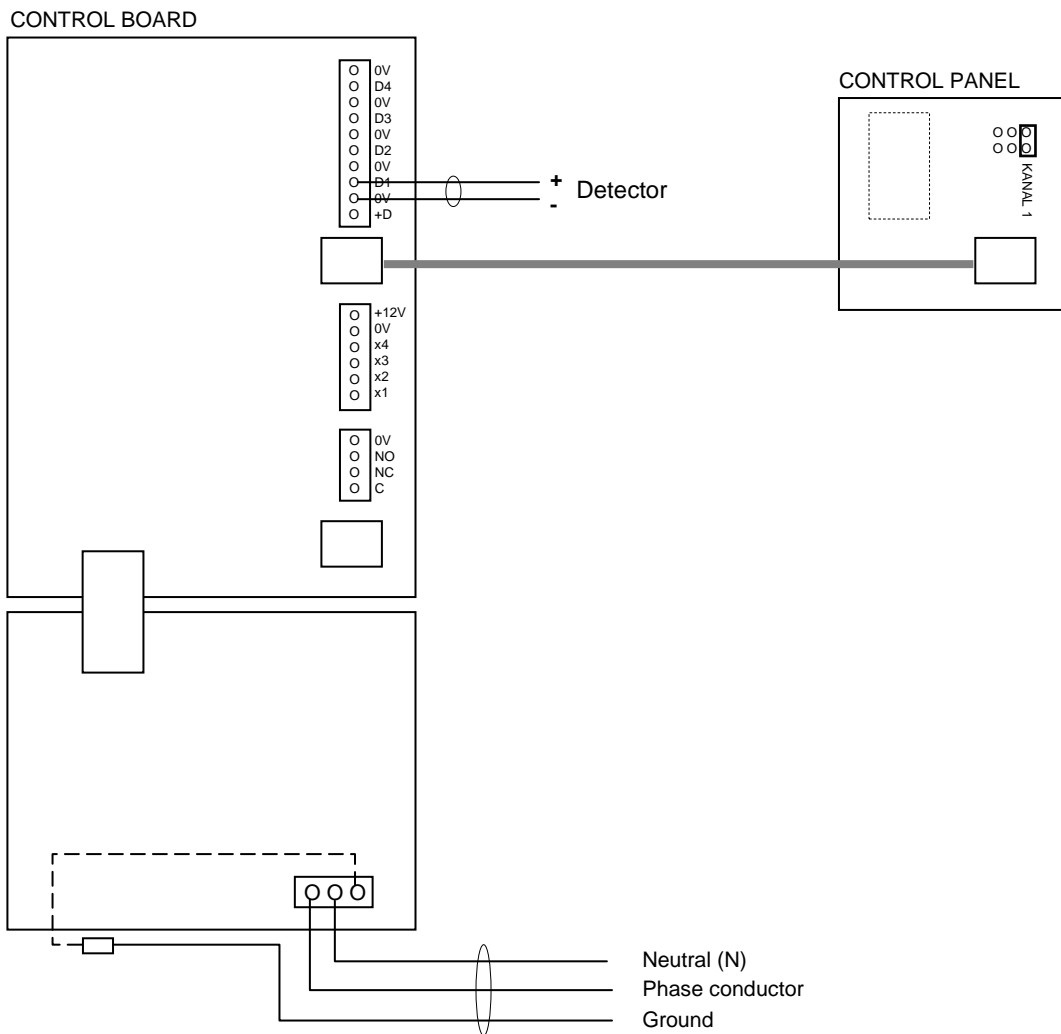 CONTROL BOARD
0V
D4
0V
D3
0V
D2
0V
D1
0V
+D
+ Detector
-
CONTROL PANEL
KANAL 1
+12V
0V
x4
x3
x2
x1
0V
NO
NC
C
Neutral (N)
Phase conductor
Ground